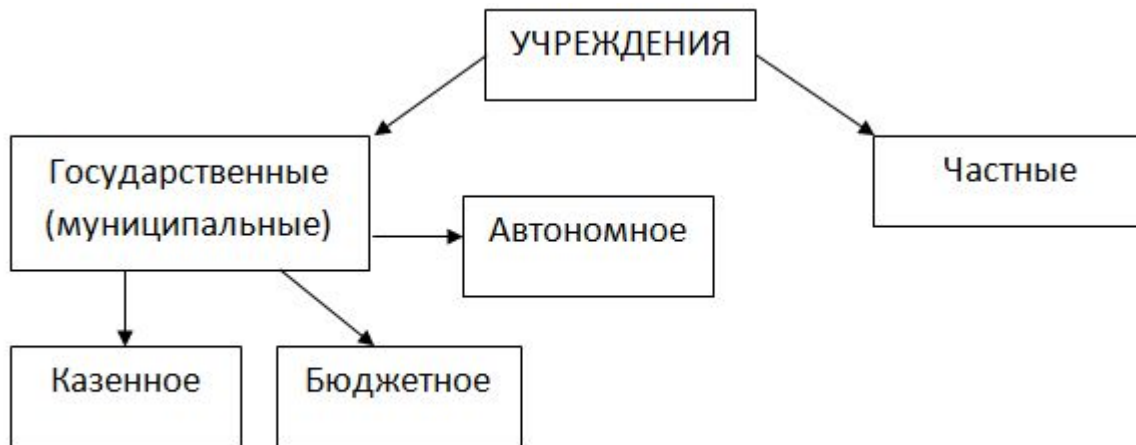 УЧРЕЖДЕНИЯ
Государственные
(муниципальные)
Частные
Автономное
Казенное
Бюджетное